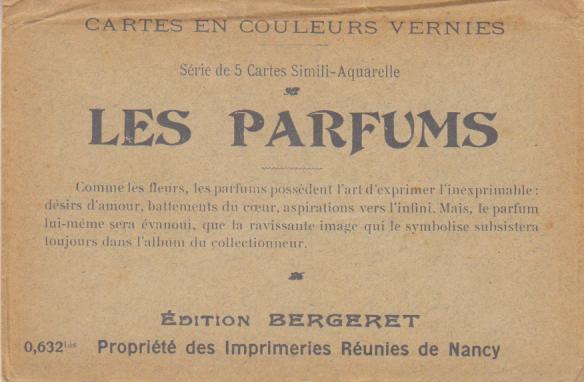 CARTES EN COULEURS VERNIES
Série de 5 Cartes Simili-Aquarelle
LES PARFUMS
Comme les fleurs, les parfums possèdent l'art d'exprimer l'inexprimable :
désirs d'amour, battements du cœur, aspirations vers l'infini. Mais, le parfum
lui-même sera évanoui, que la ravissante image qui le symbolise subsistera
toujours dans l'album du collectionneur.
ÉDITION BERGERET
0,632bis Propriété des Imprimeries Réunies de Nancy